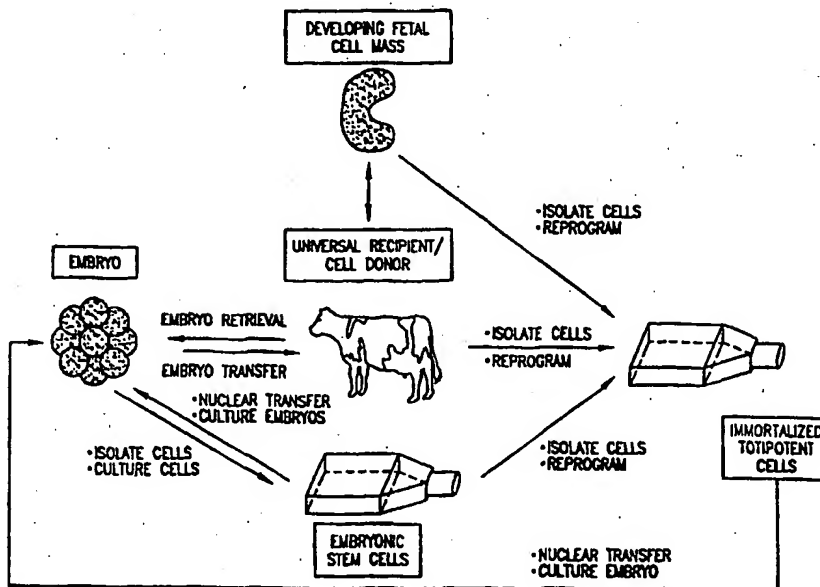 DEVELOPING FETAL
CELL MASS
•ISOLATE CELLS
•REPROGRAM
UNIVERSAL RECIPIENT/
CELL DONOR
EMBRYO
EMBRYO RETRIEVAL
EMBRYO TRANSFER
•ISOLATE CELLS
•REPROGRAM
•NUCLEAR TRANSFER
•CULTURE EMBRYOS
•ISOLATE CELLS
•CULTURE CELLS
•ISOLATE CELLS
•REPROGRAM
IMMORTALIZED
TOTIPOTENT
CELLS
EMBRYONIC
STEM CELLS
•NUCLEAR TRANSFER
•CULTURE EMBRYO